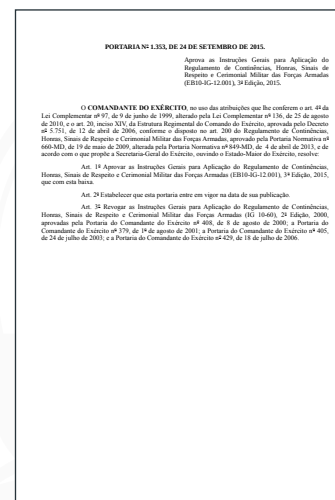 PORTARIA Nº 1.353, DE 24 DE SETEMBRO DE 2015.
Aprova as Instruções Gerais para Aplicação do
Regulamento de Continências, Honras, Sinais de
Respeito e Cerimonial Militar das Forças Armadas
(EB10-IG-12.001), 3ª Edição, 2015.
O COMANDANTE DO EXÉRCITO, no uso das atribuições que lhe conferem o art. 4º da
Lei Complementar nº 97, de 9 de junho de 1999, alterado pela Lei Complementar nº 136, de 25 de agosto
de 2010, e o art. 20, inciso XIV, da Estrutura Regimental do Comando do Exército, aprovada pelo Decreto
nº 5.751, de 12 de abril de 2006, conforme o disposto no art. 200 do Regulamento de Continências,
Honras, Sinais de Respeito e Cerimonial Militar das Forças Armadas, aprovado pela Portaria Normativa nº
660-MD, de 19 de maio de 2009, alterada pela Portaria Normativa nº 849-MD, de 4 de abril de 2013, e de
acordo com o que propõe a Secretaria-Geral do Exército, ouvindo o Estado-Maior do Exército, resolve:
Art. 1º Aprovar as Instruções Gerais para Aplicação do Regulamento de Continências,
Honras, Sinais de Respeito e Cerimonial Militar das Forças Armadas (EB10-IG-12.001), 3ª Edição, 2015,
que com esta baixa.
Art. 2º Estabelecer que esta portaria entre em vigor na data de sua publicação.
Art. 3º Revogar as Instruções Gerais para Aplicação do Regulamento de Continências,
Honras, Sinais de Respeito e Cerimonial Militar das Forças Armadas (IG 10-60), 2ª Edição, 2000,
aprovadas pela Portaria do Comandante do Exército nº 408, de 8 de agosto de 2000; a Portaria do
Comandante do Exército nº 379, de 1º de agosto de 2001; a Portaria do Comandante do Exército nº 405,
de 24 de julho de 2003; e a Portaria do Comandante do Exército nº 429, de 18 de julho de 2006.